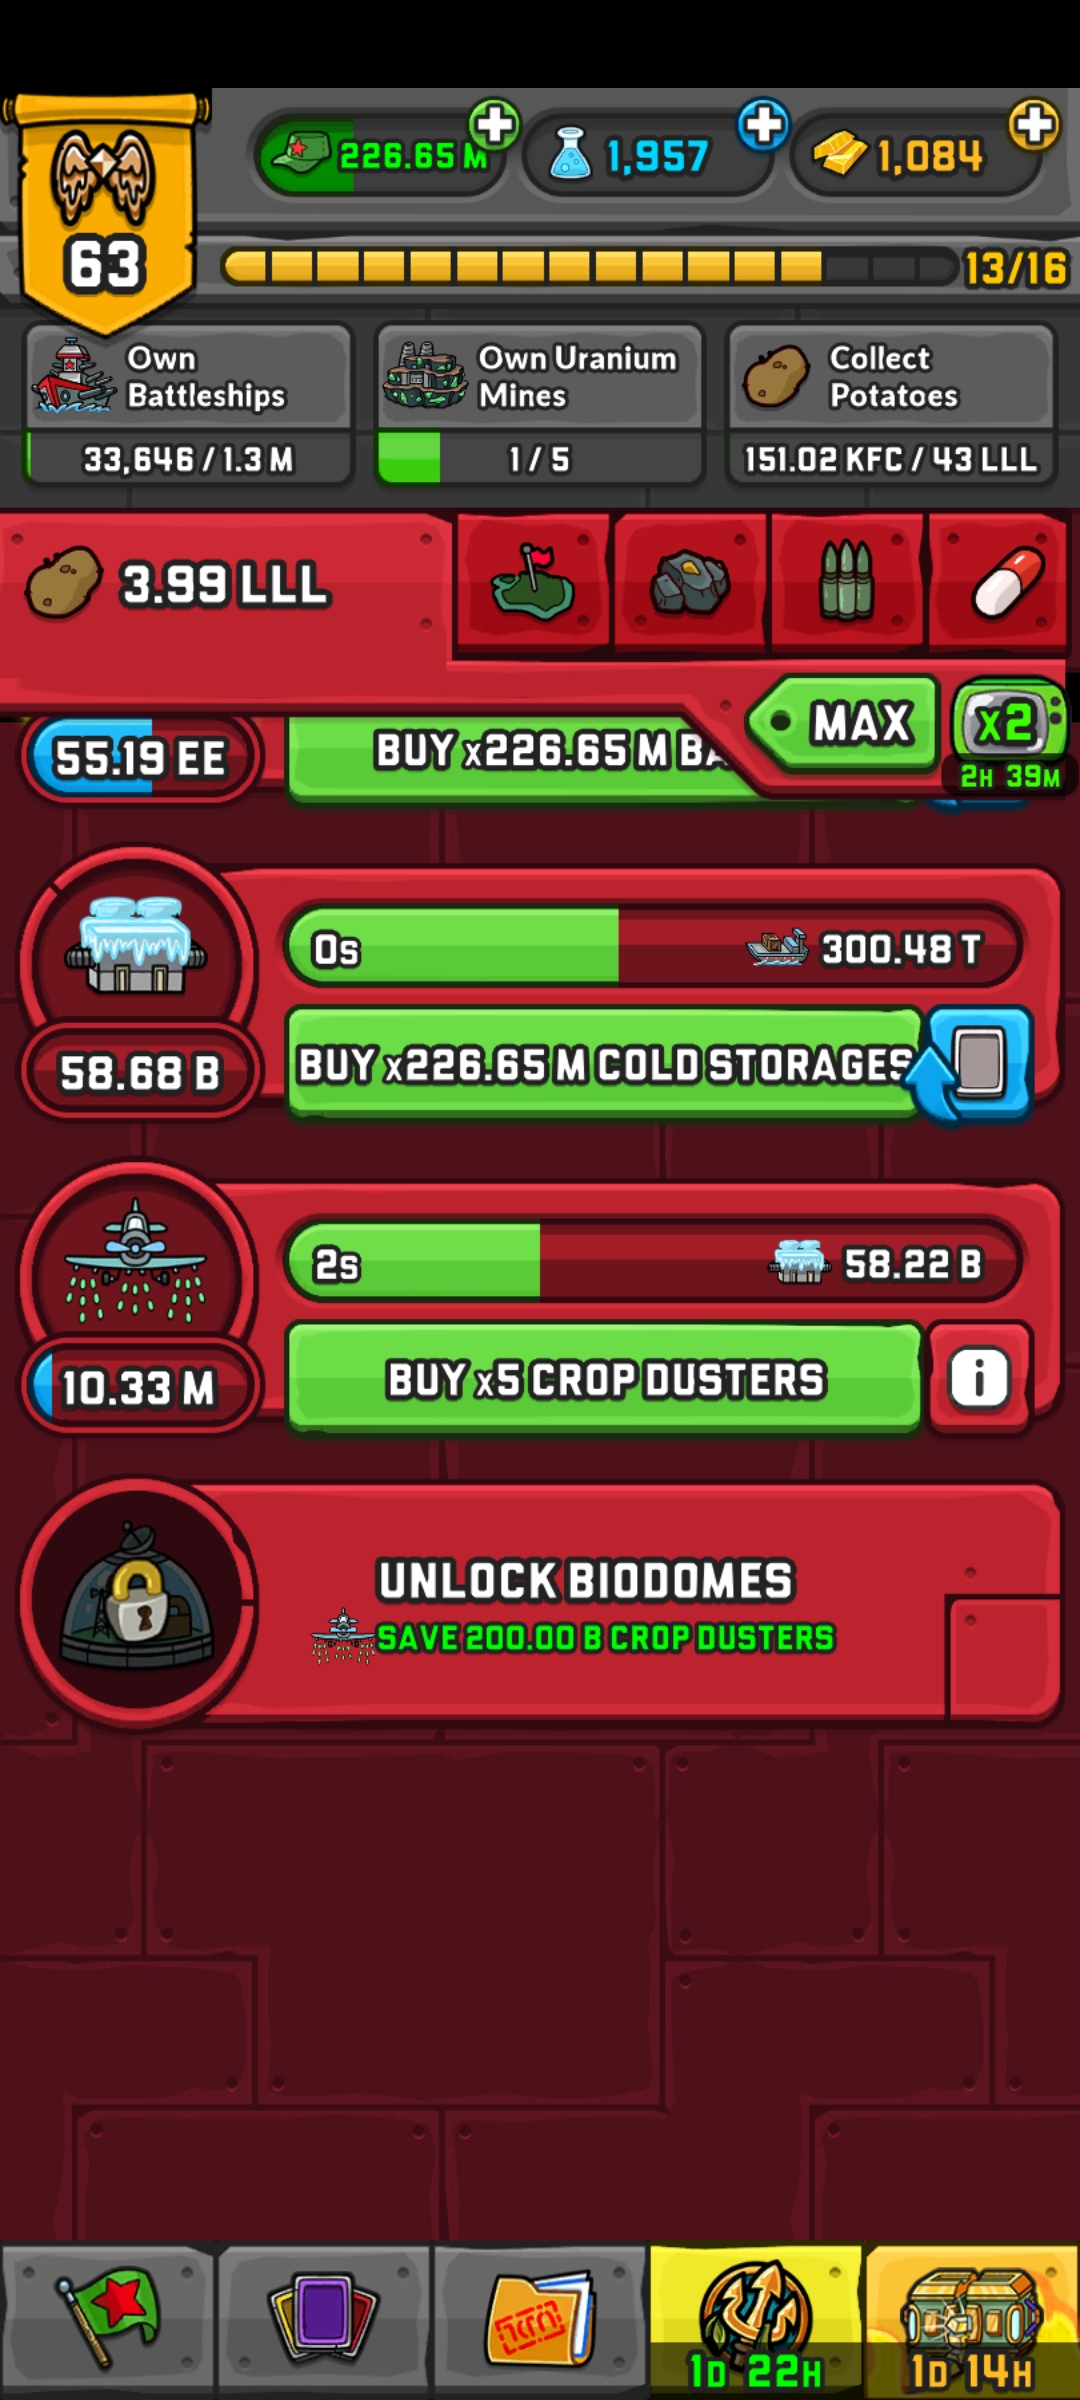 226.65 M
1,957
1,084
63
13/16
Own
Battleships
33,646 / 1.3 M
Own Uranium
Mines
1 / 5
Collect
Potatoes
151.02 KFC / 43 LLL
3.99 LLL
MAX
x2
2H 39M
55.19 EE
BUY x226.65 M
0s
300.48 T
58.68 B
BUY x226.65 M COLD STORAGES
2s
58.22 B
10.33 M
BUY x5 CROP DUSTERS
i
UNLOCK BIODOMES
SAVE 200.00 B CROP DUSTERS
1D 22H
1D 14H